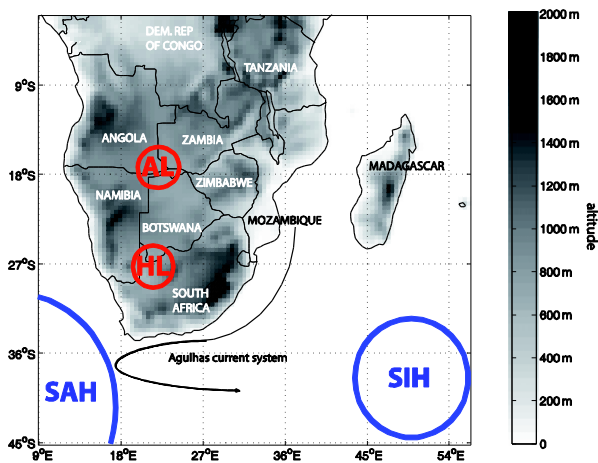 DEM. REP
OF CONGO
TANZANIA
ANGOLA
ZAMBIA
AL
MADAGASCAR
NAMIBIA
ZIMBABWE
MOZAMBIQUE
BOTSWANA
HL
SOUTH
AFRICA
Agulhas current system
SAH
SIH
9°S
18°S
27°S
36°S
45°S
9°E
18°E
27°E
36°E
45°E
54°E
2000 m
1800 m
1600 m
1400 m
1200 m
1000 m
800 m
600 m
400 m
200 m
0
altitude